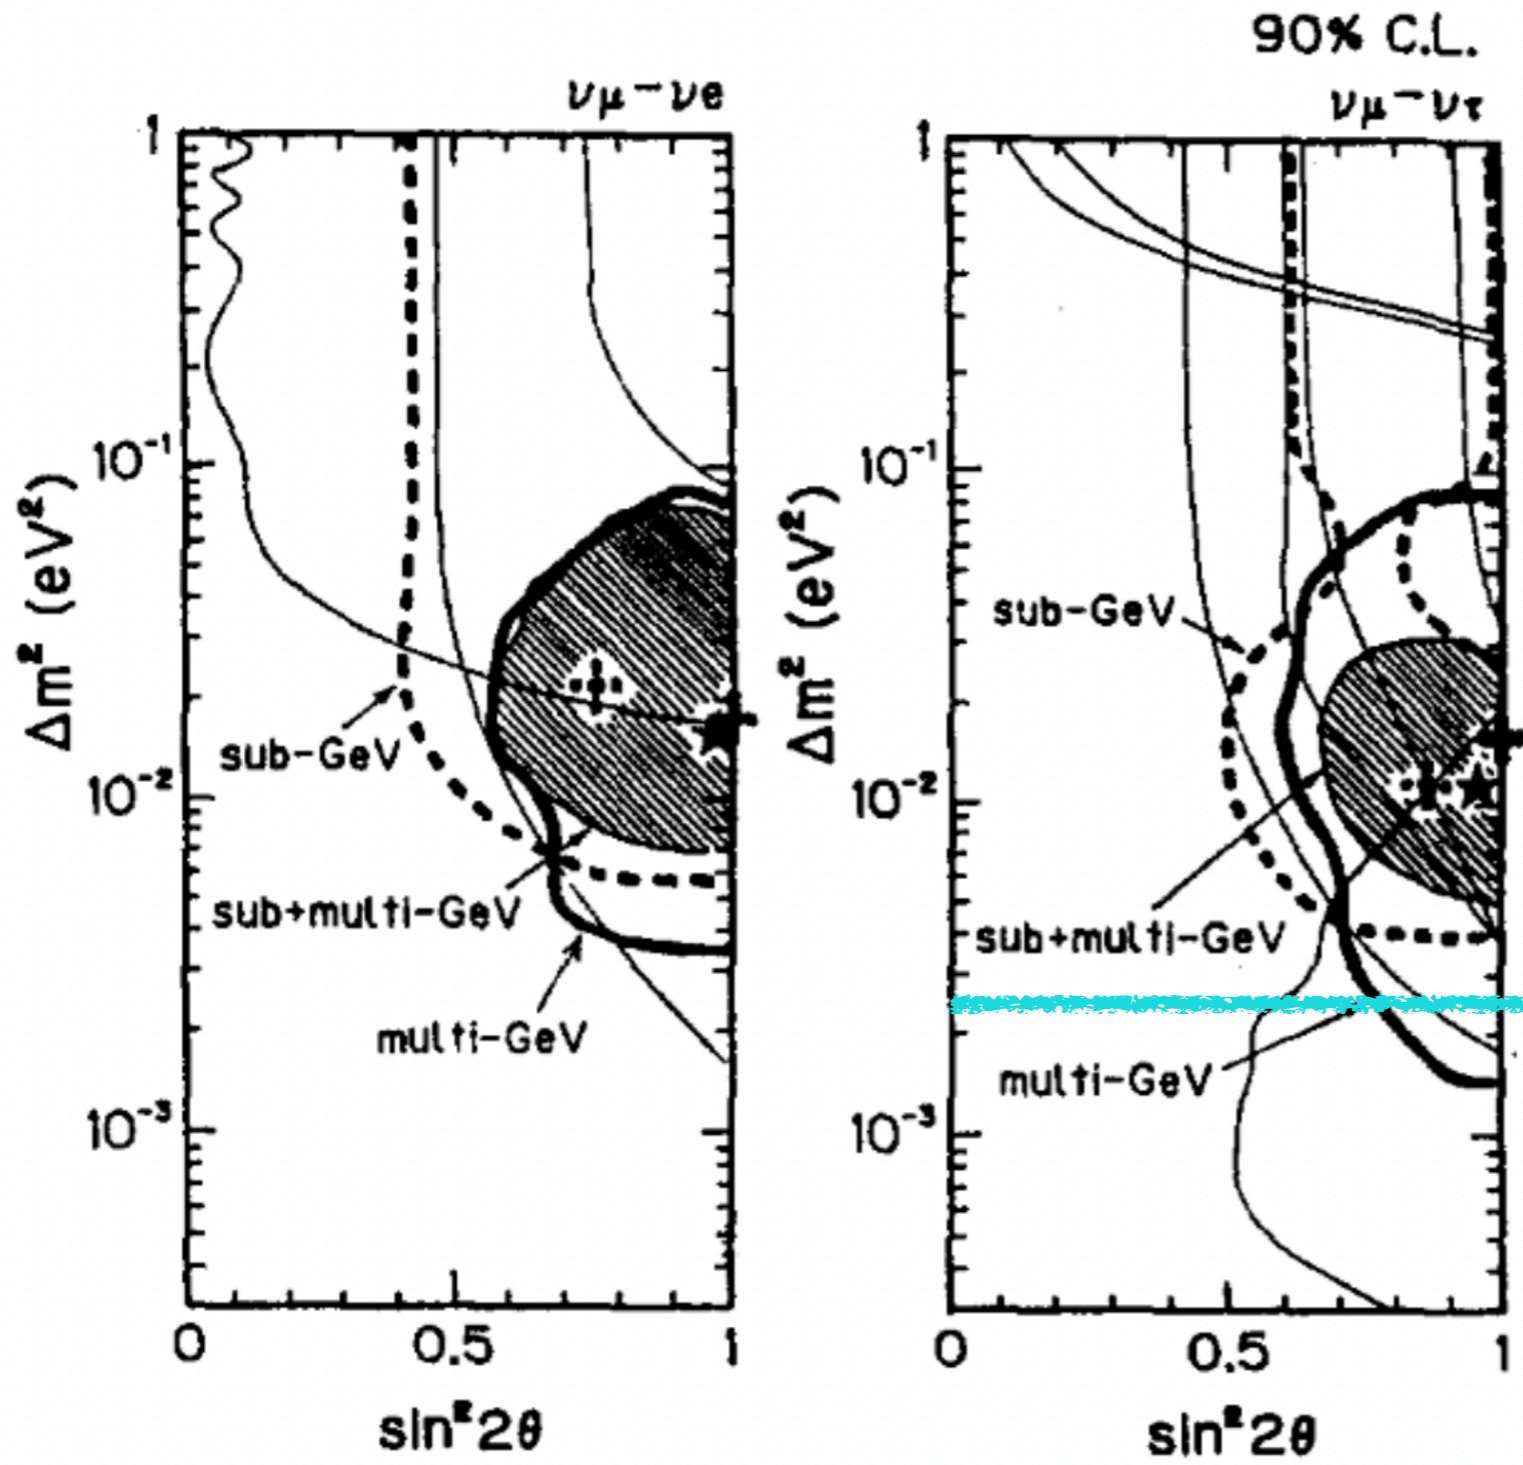 90% C.L.
νμ−νe
νμ−ντ
1
10⁻¹
10⁻²
10⁻³
Δm² (eV²)
sub-GeV
sub+multi-GeV
multi-GeV
0 0.5 1
sin²2θ
1
10⁻¹
10⁻²
10⁻³
Δm² (eV²)
sub-GeV
sub+multi-GeV
multi-GeV
0 0.5 1
sin²2θ